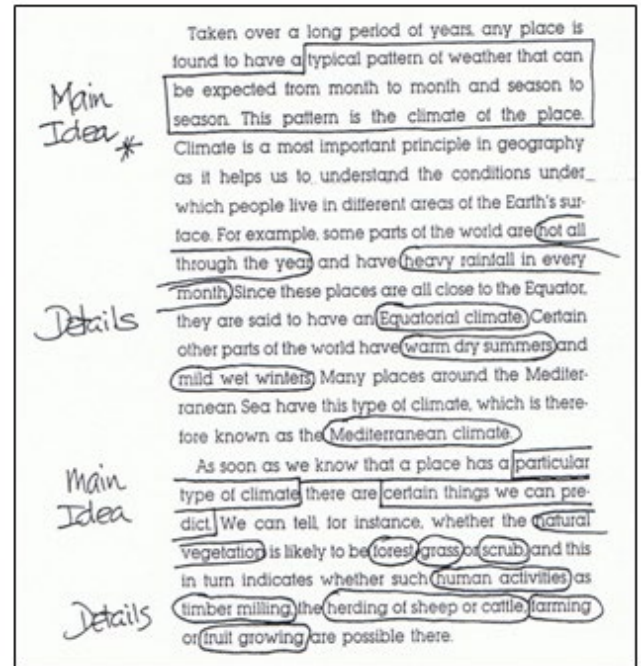 Taken over a long period of years, any place is
found to have a typical pattern of weather that can
be expected from month to month and season to
season. This pattern is the climate of the place.
Main
Idea *
Climate is a most important principle in geography
as it helps us to understand the conditions under
which people live in different areas of the Earth's sur-
face. For example, some parts of the world are hot all
through the year and have heavy rainfall in every
month. Since these places are all close to the Equator,
Details
they are said to have an Equatorial climate. Certain
other parts of the world have warm dry summers and
mild wet winters. Many places around the Mediter-
ranean Sea have this type of climate, which is there-
fore known as the Mediterranean climate.
As soon as we know that a place has a particular
Main
Idea
type of climate there are certain things we can pre-
dict. We can tell, for instance, whether the natural
vegetation is likely to be forest, grass or scrub, and this
in turn indicates whether such human activities as
Details
timber milling, the herding of sheep or cattle, farming
or fruit growing are possible there.